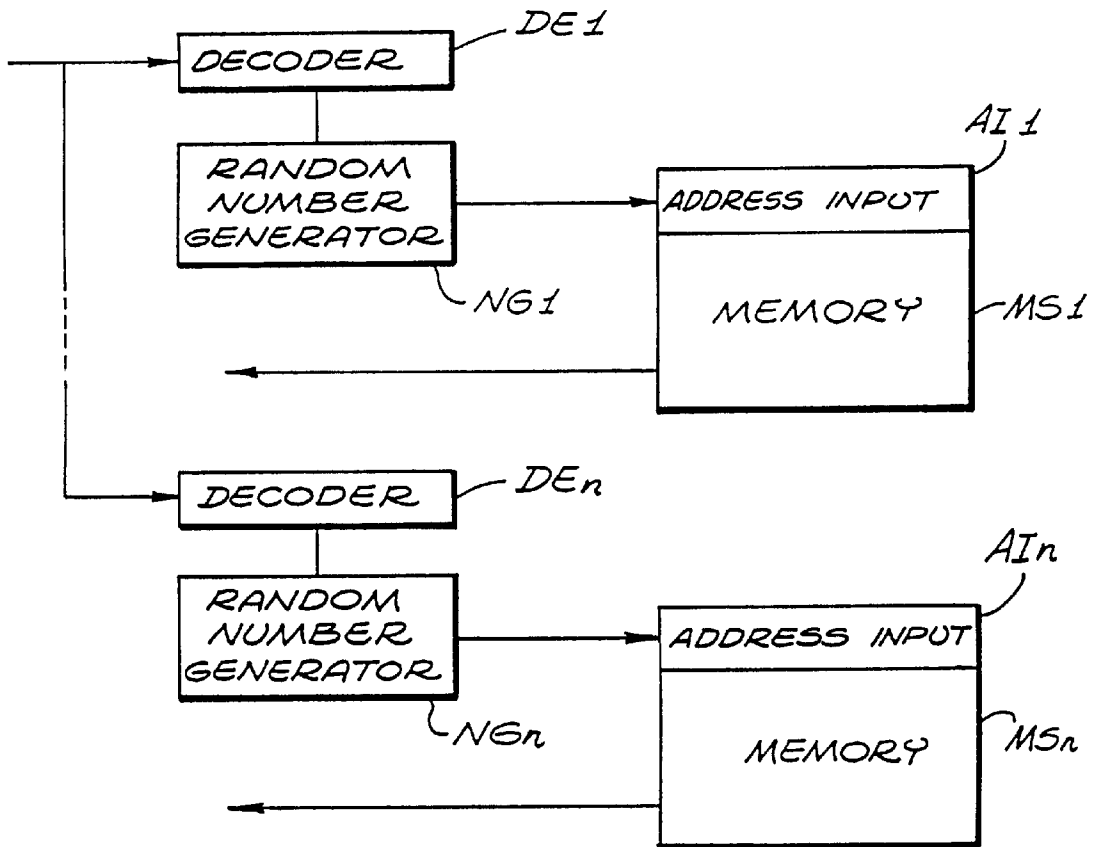 DE1
DECODER
AI1
RANDOM
NUMBER
GENERATOR
ADDRESS INPUT
NG1
MEMORY
MS1
DEn
DECODER
AIn
RANDOM
NUMBER
GENERATOR
ADDRESS INPUT
NGn
MEMORY
MSn